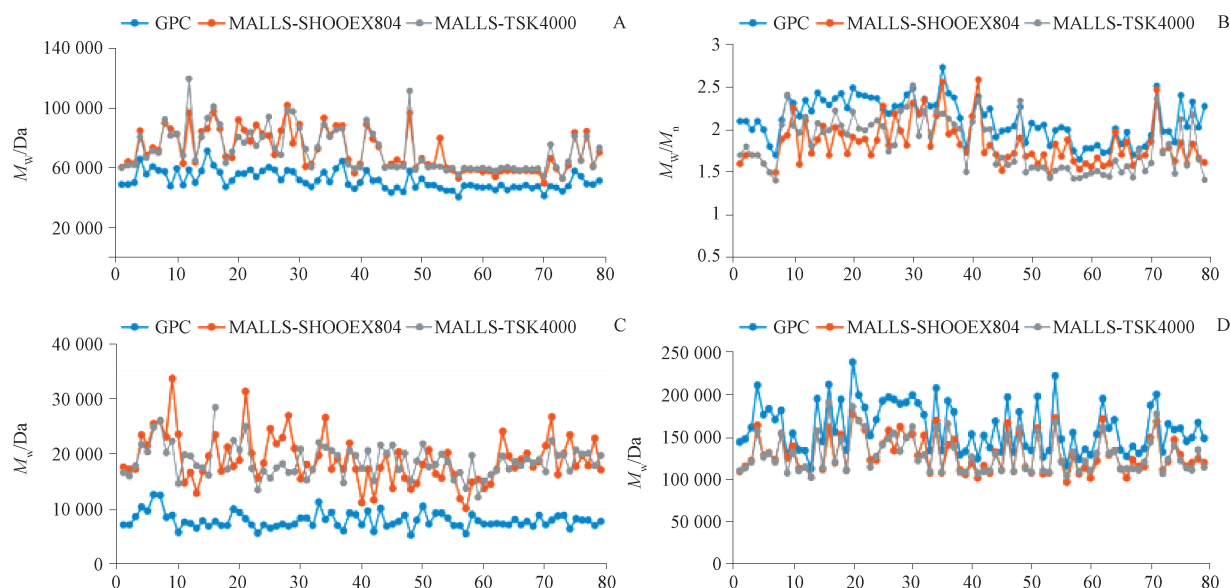 GPC MALLS-SHOOEX804 MALLS-TSK4000 A
140 000
100 000
60 000
20 000
Mw/Da
0 10 20 30 40 50 60 70 80
GPC MALLS-SHOOEX804 MALLS-TSK4000 B
3
2.5
2
1.5
1
0.5
Mw/Mn
0 10 20 30 40 50 60 70 80
GPC MALLS-SHOOEX804 MALLS-TSK4000 C
40 000
30 000
20 000
10 000
0
Mw/Da
0 10 20 30 40 50 60 70 80
GPC MALLS-SHOOEX804 MALLS-TSK4000 D
250 000
200 000
150 000
100 000
50 000
0
Mw/Da
0 10 20 30 40 50 60 70 80